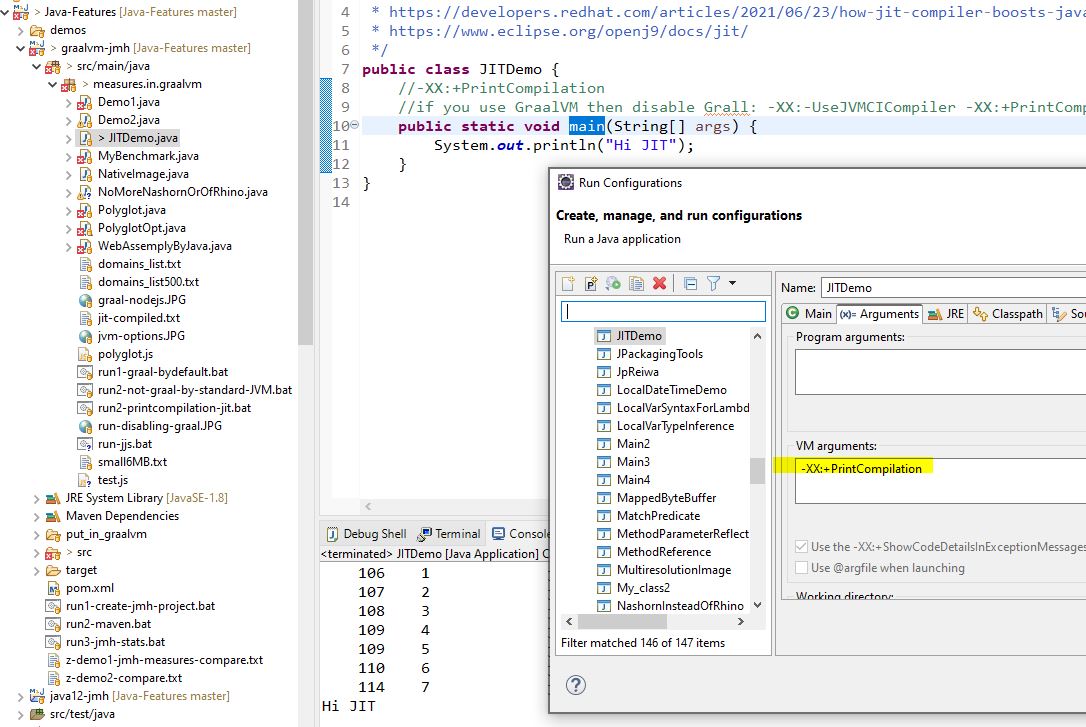 > Java-Features [Java-Features master]
demos
> graalvm-jmh [Java-Features master]
> src/main/java
> measures.in.graalvm
Demo1.java
Demo2.java
> JITDemo.java
MyBenchmark.java
NativeImage.java
NoMoreNashornOrOfRhino.java
Polyglot.java
PolyglotOpt.java
WebAssemplyByJava.java
domains_list.txt
domains_list500.txt
graal-nodejs.JPG
jit-compiled.txt
jvm-options.JPG
polyglot.js
run1-graal-bydefault.bat
run2-not-graal-by-standard-JVM.bat
run2-printcompilation-jit.bat
run-disabling-graal.JPG
run-jjs.bat
small6MB.txt
test.js
JRE System Library [JavaSE-1.8]
Maven Dependencies
put_in_graalvm
> src
target
pom.xml
run1-create-jmh-project.bat
run2-maven.bat
run3-jmh-stats.bat
z-demo1-jmh-measures-compare.txt
z-demo2-compare.txt
java12-jmh [Java-Features master]
src/test/java
4 * https://developers.redhat.com/articles/2021/06/23/how-jit-compiler-boosts-java
5 * https://www.eclipse.org/openj9/docs/jit/
6 */
7 public class JITDemo {
8 //-XX:+PrintCompilation
9 //if you use GraalVM then disable Grall: -XX:-UseJVMCICompiler -XX:+PrintComp
10 public static void main(String[] args) {
11 System.out.println("Hi JIT");
12 }
13 }
14
Run Configurations
Create, manage, and run configurations
Run a Java application
JITDemo
JPackagingTools
JpReiwa
LocalDateTimeDemo
LocalVarSyntaxForLambd
LocalVarTypeInference
Main2
Main3
Main4
MappedByteBuffer
MatchPredicate
MethodParameterReflect
MethodReference
MultiresolutionImage
My_class2
NashornInsteadOfRhino
Filter matched 146 of 147 items
Name: JITDemo
Main (x)= Arguments JRE Classpath Sou
Program arguments:
VM arguments:
-XX:+PrintCompilation
Use the -XX:+ShowCodeDetailsInExceptionMessages
Use @argfile when launching
Working directory:
Debug Shell Terminal Console
<terminated> JITDemo [Java Application] C
106 1
107 2
108 3
109 4
109 5
110 6
114 7
Hi JIT